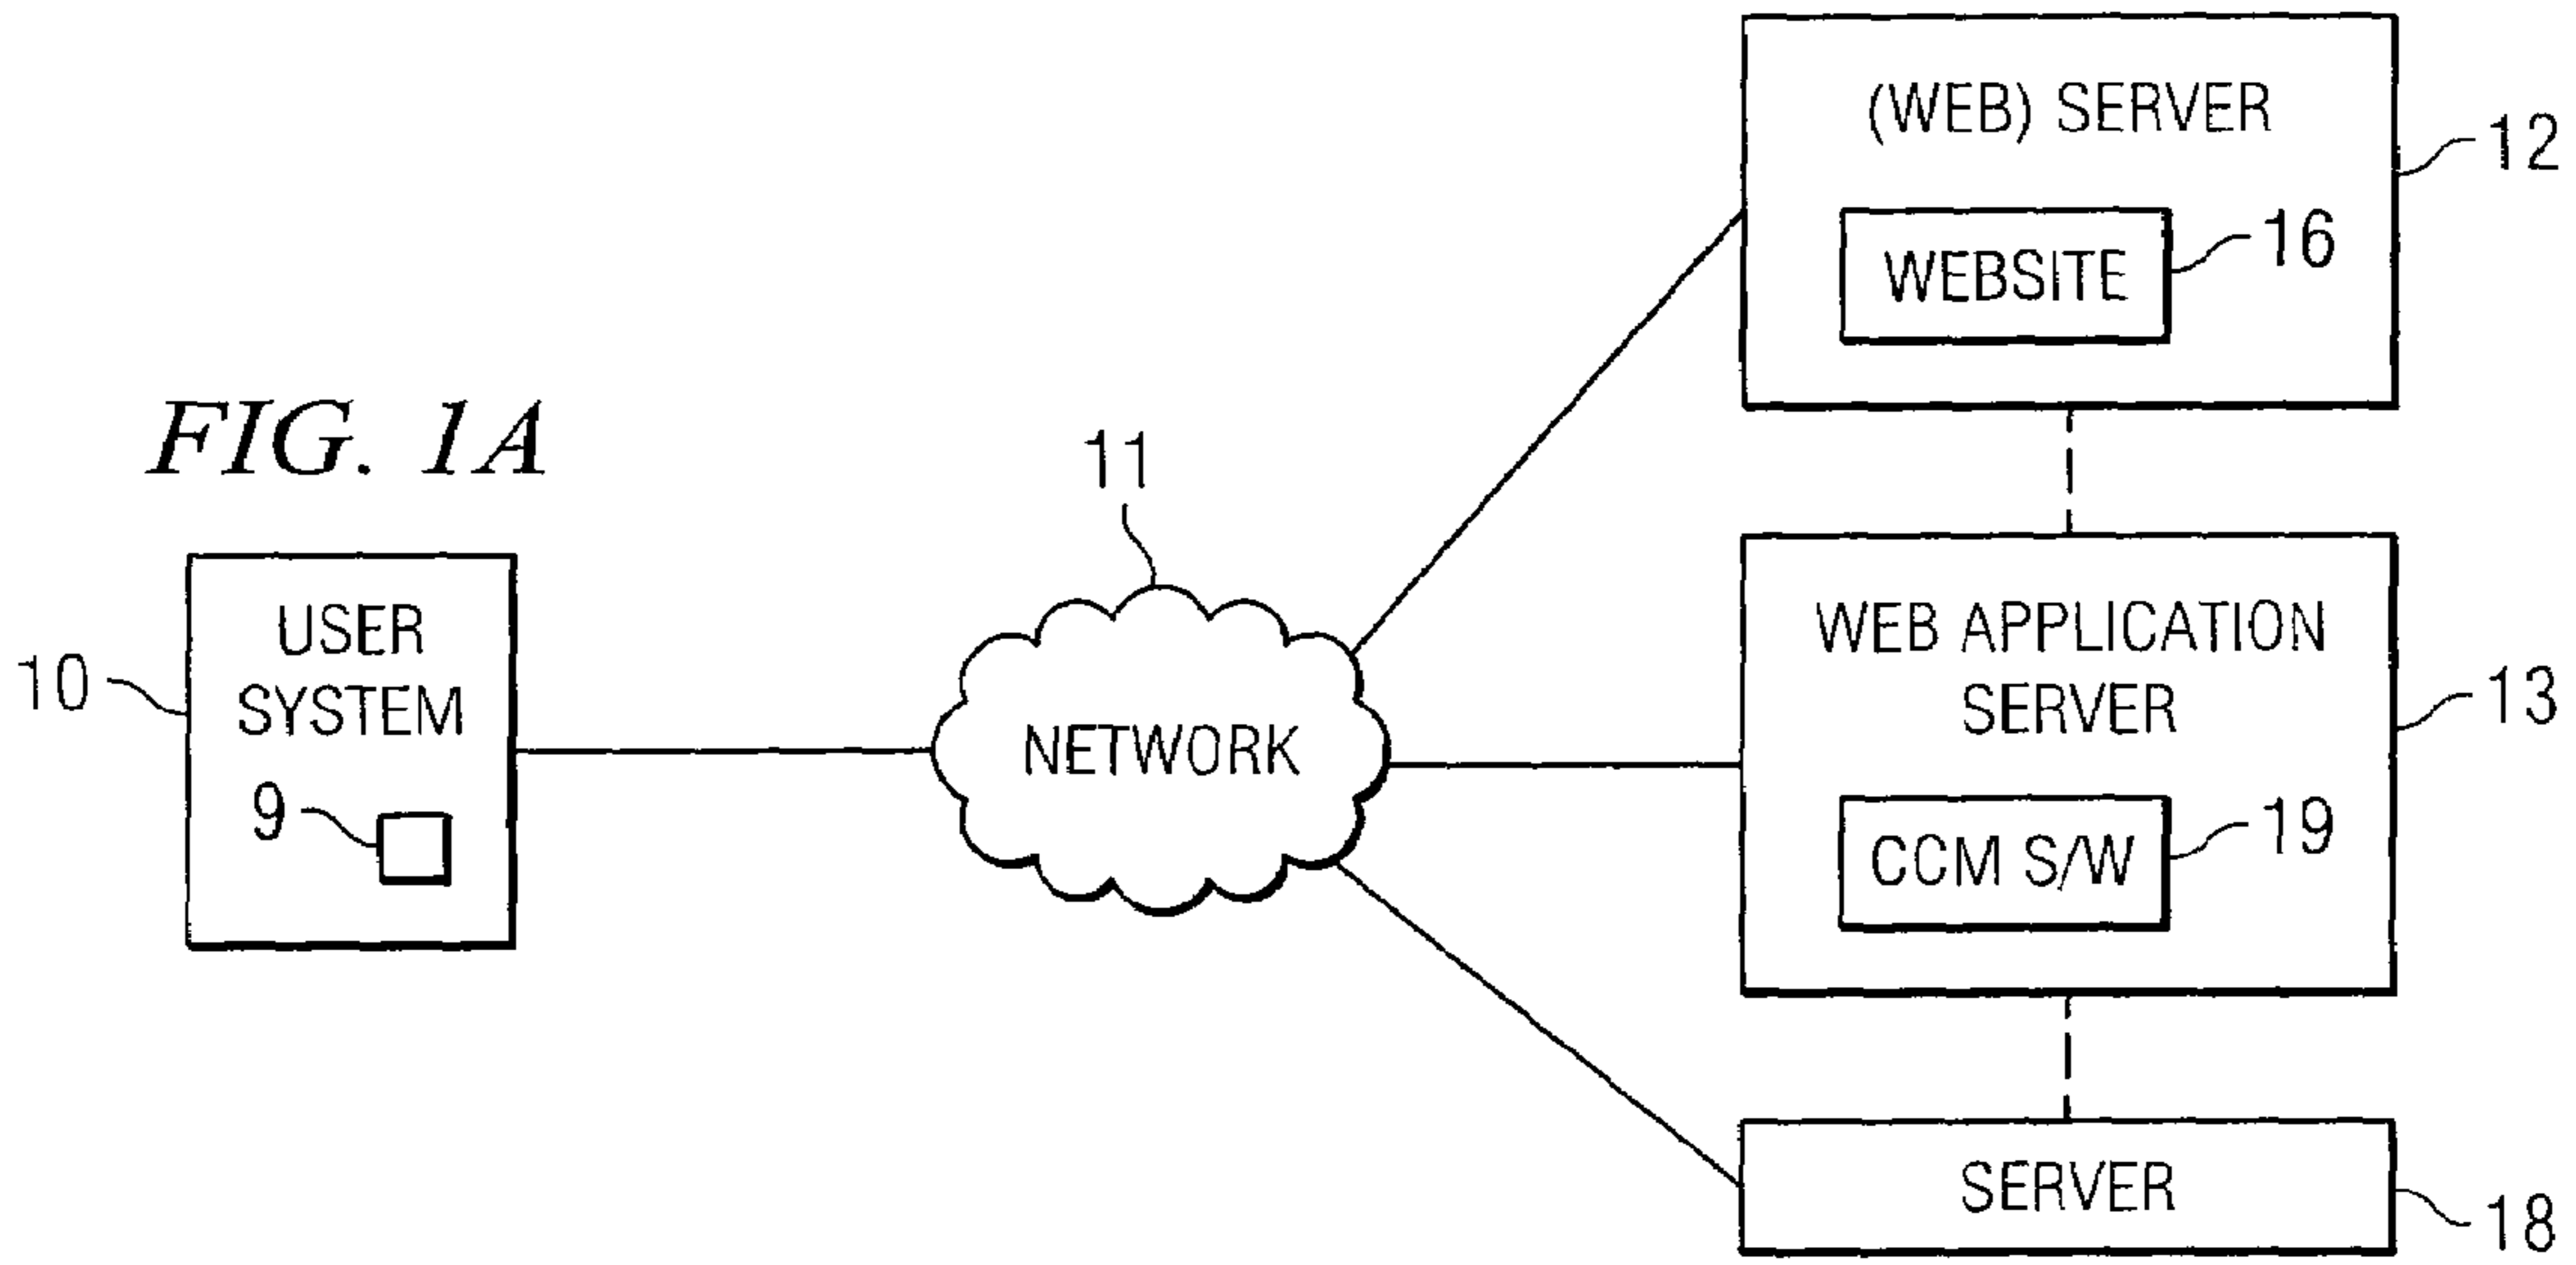 FIG. 1A
10
USER
SYSTEM
9
11
NETWORK
(WEB) SERVER
12
WEBSITE
16
WEB APPLICATION
SERVER
13
CCM S/W
19
SERVER
18